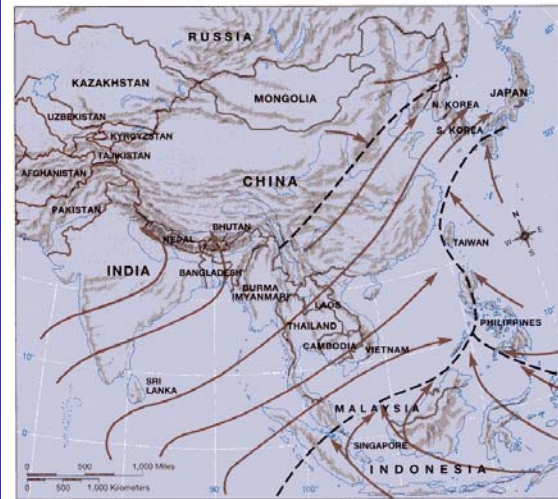 RUSSIA
KAZAKHSTAN
MONGOLIA
JAPAN
N. KOREA
UZBEKISTAN
KYRGYZSTAN
S. KOREA
TAJIKISTAN
AFGHANISTAN
CHINA
PAKISTAN
N
W E
S
BHUTAN
NEPAL
TAIWAN
INDIA
BANGLADESH
BURMA
(MYANMAR)
LAOS
THAILAND
PHILIPPINES
CAMBODIA
VIETNAM
SRI
LANKA
MALAYSIA
SINGAPORE
INDONESIA
0 500 1,000 Miles
0 500 1,000 Kilometers
90°
100°